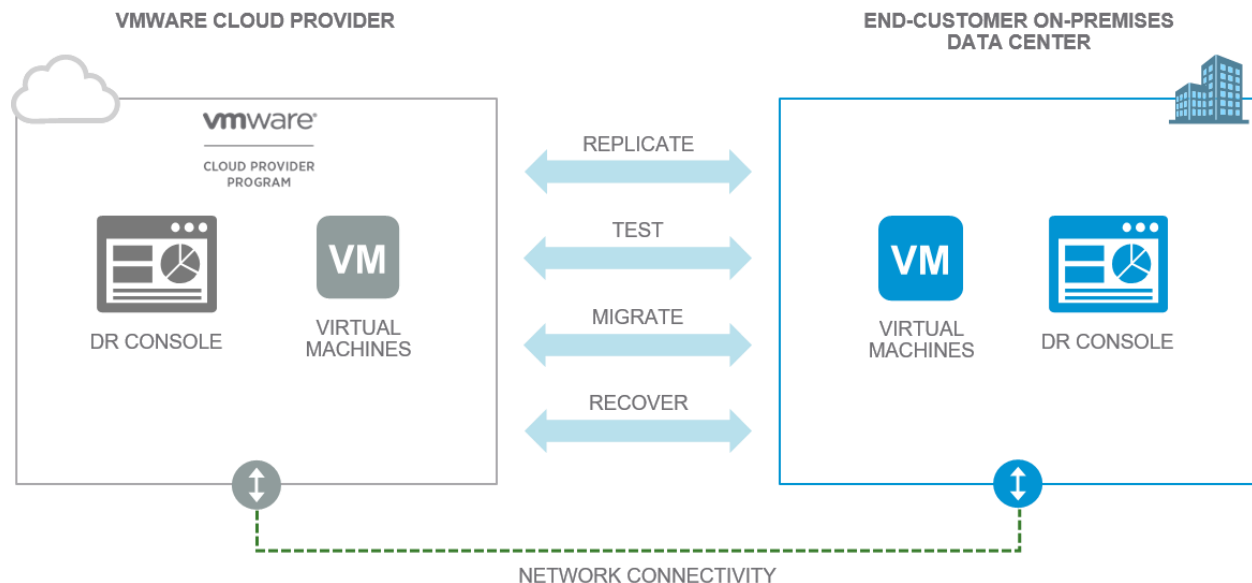 VMWARE CLOUD PROVIDER
END-CUSTOMER ON-PREMISES
DATA CENTER
vmware®
CLOUD PROVIDER
PROGRAM
DR CONSOLE
VM
VIRTUAL
MACHINES
REPLICATE
TEST
MIGRATE
RECOVER
VM
VIRTUAL
MACHINES
DR CONSOLE
NETWORK CONNECTIVITY